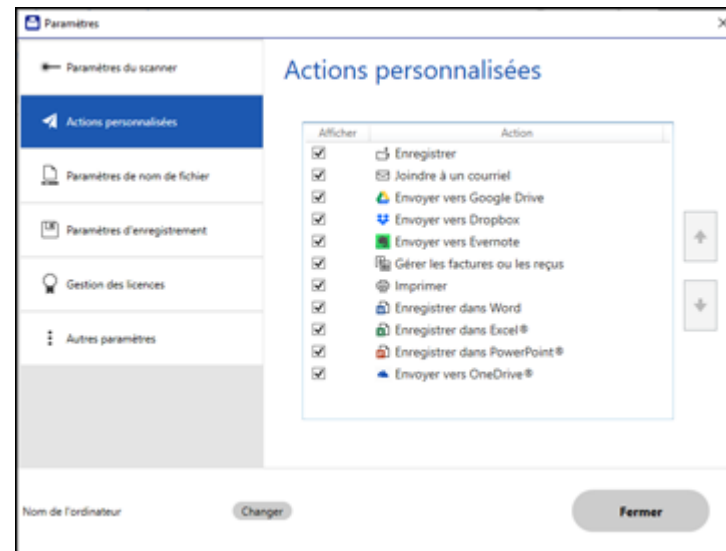 Paramètres
Paramètres du scanner
Actions personnalisées
Paramètres de nom de fichier
Paramètres d'enregistrement
Gestion des licences
Autres paramètres
Actions personnalisées
Afficher Action
Enregistrer
Joindre à un courriel
Envoyer vers Google Drive
Envoyer vers Dropbox
Envoyer vers Evernote
Gérer les factures ou les reçus
Imprimer
Enregistrer dans Word
Enregistrer dans Excel®
Enregistrer dans PowerPoint®
Envoyer vers OneDrive®
Nom de l'ordinateur Changer Fermer